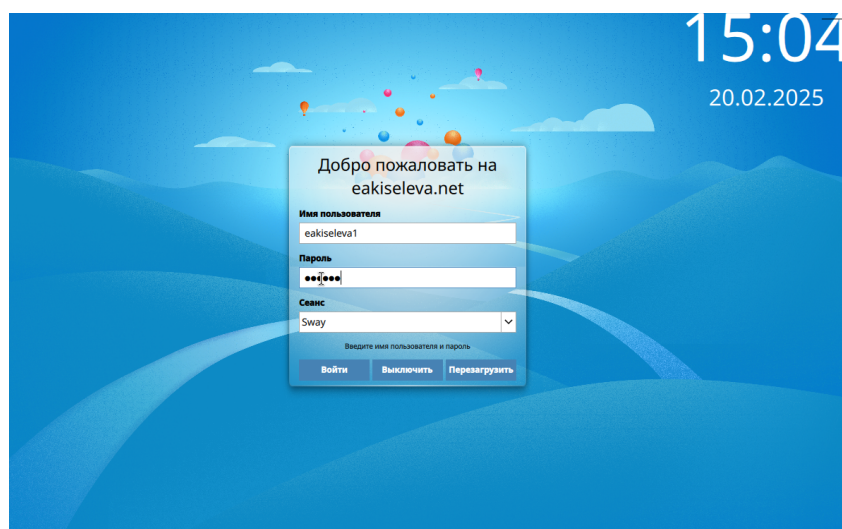 15:04
20.02.2025
Добро пожаловать на
eakiseleva.net
Имя пользователя
eakiseleva1
Пароль
Сеанс
Sway
Введите имя пользователя и пароль
Войти Выключить Перезагрузить